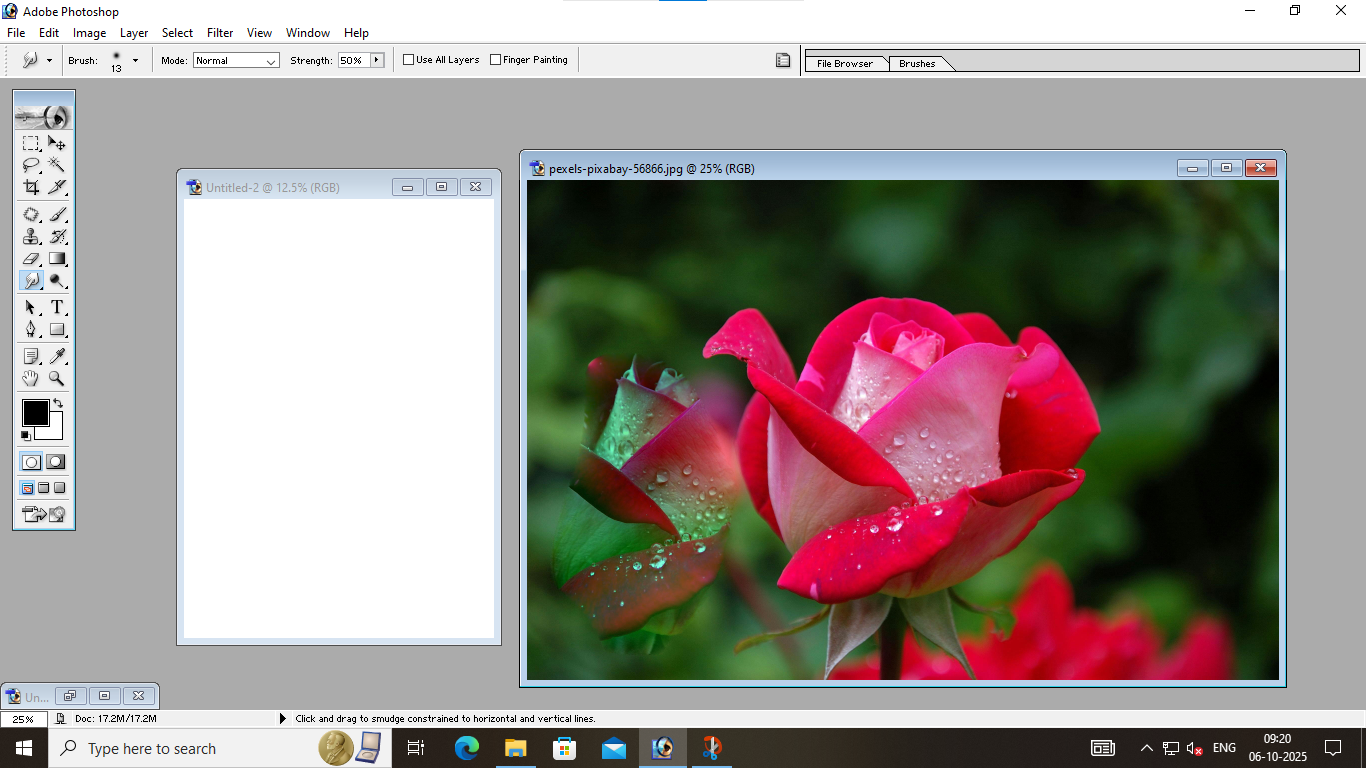 Adobe Photoshop
File Edit Image Layer Select Filter View Window Help
Brush: 13 Mode: Normal Strength: 50% Use All Layers Finger Painting File Browser Brushes
pexels-pixabay-56866.jpg @ 25% (RGB)
Untitled-2 @ 12.5% (RGB)
T
Un...
25% Doc: 17.2M/17.2M Click and drag to smudge constrained to horizontal and vertical lines.
Type here to search
ENG
09:20
06-10-2025